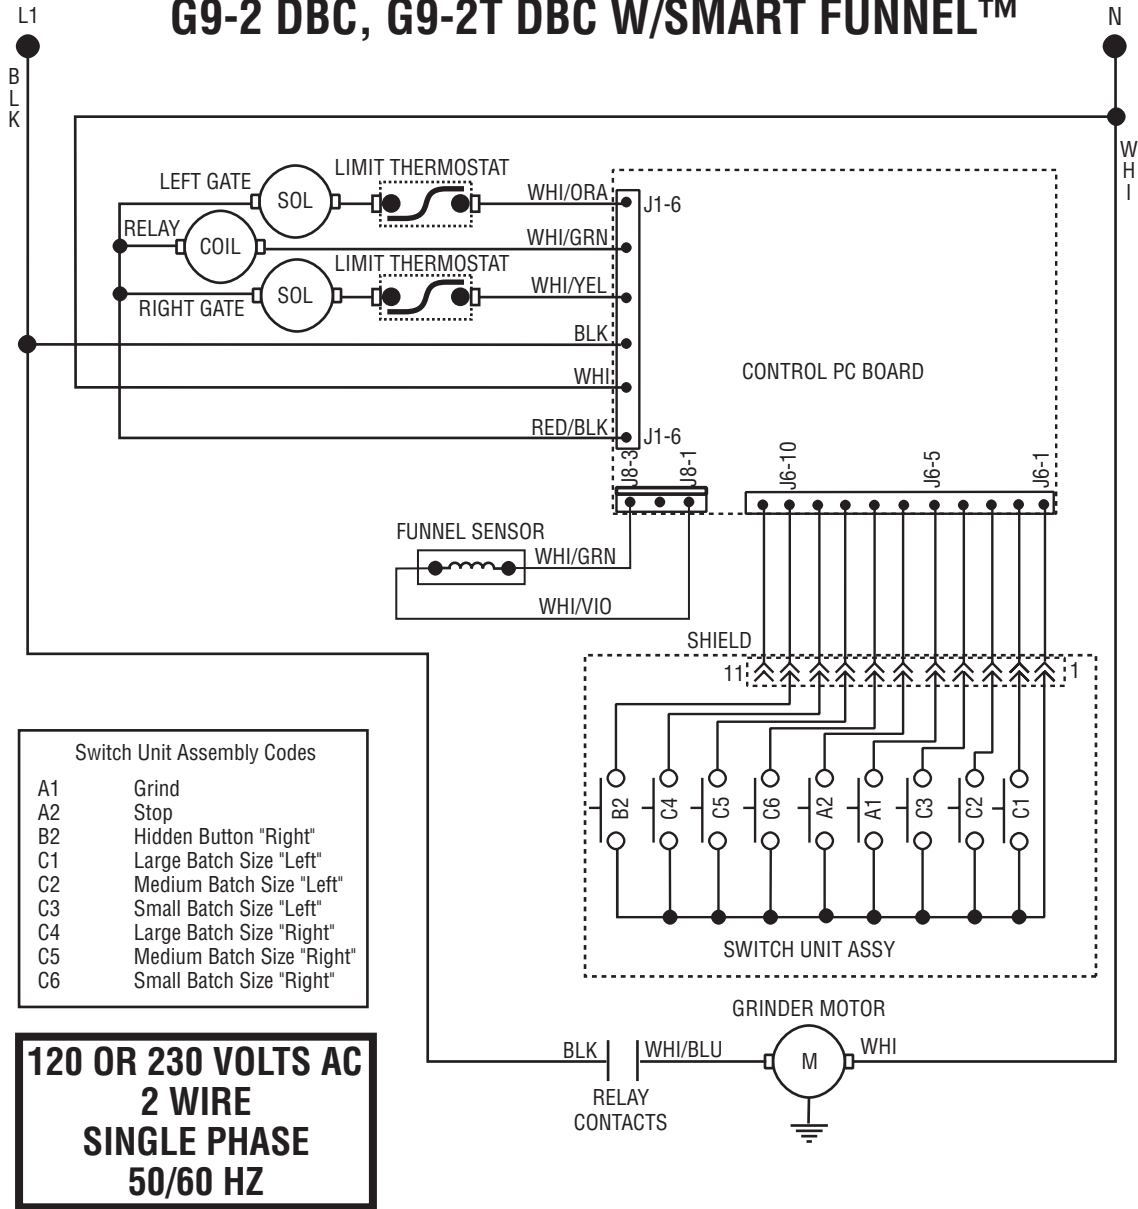 G9-2 DBC, G9-2T DBC W/SMART FUNNEL™
L1
N
BLK
WHI
LEFT GATE
SOL
LIMIT THERMOSTAT
WHI/ORA
J1-6
RELAY
COIL
WHI/GRN
LIMIT THERMOSTAT
RIGHT GATE
SOL
WHI/YEL
BLK
WHI
CONTROL PC BOARD
RED/BLK
J1-6
J8-3
J8-1
J6-10
J6-5
J6-1
FUNNEL SENSOR
WHI/GRN
WHI/VIO
SHIELD
11
1
B2
C4
C5
C6
A2
A1
C3
C2
C1
SWITCH UNIT ASSY
Switch Unit Assembly Codes
A1 Grind
A2 Stop
B2 Hidden Button "Right"
C1 Large Batch Size "Left"
C2 Medium Batch Size "Left"
C3 Small Batch Size "Left"
C4 Large Batch Size "Right"
C5 Medium Batch Size "Right"
C6 Small Batch Size "Right"
GRINDER MOTOR
BLK
WHI/BLU
M
WHI
RELAY
CONTACTS
120 OR 230 VOLTS AC
2 WIRE
SINGLE PHASE
50/60 HZ